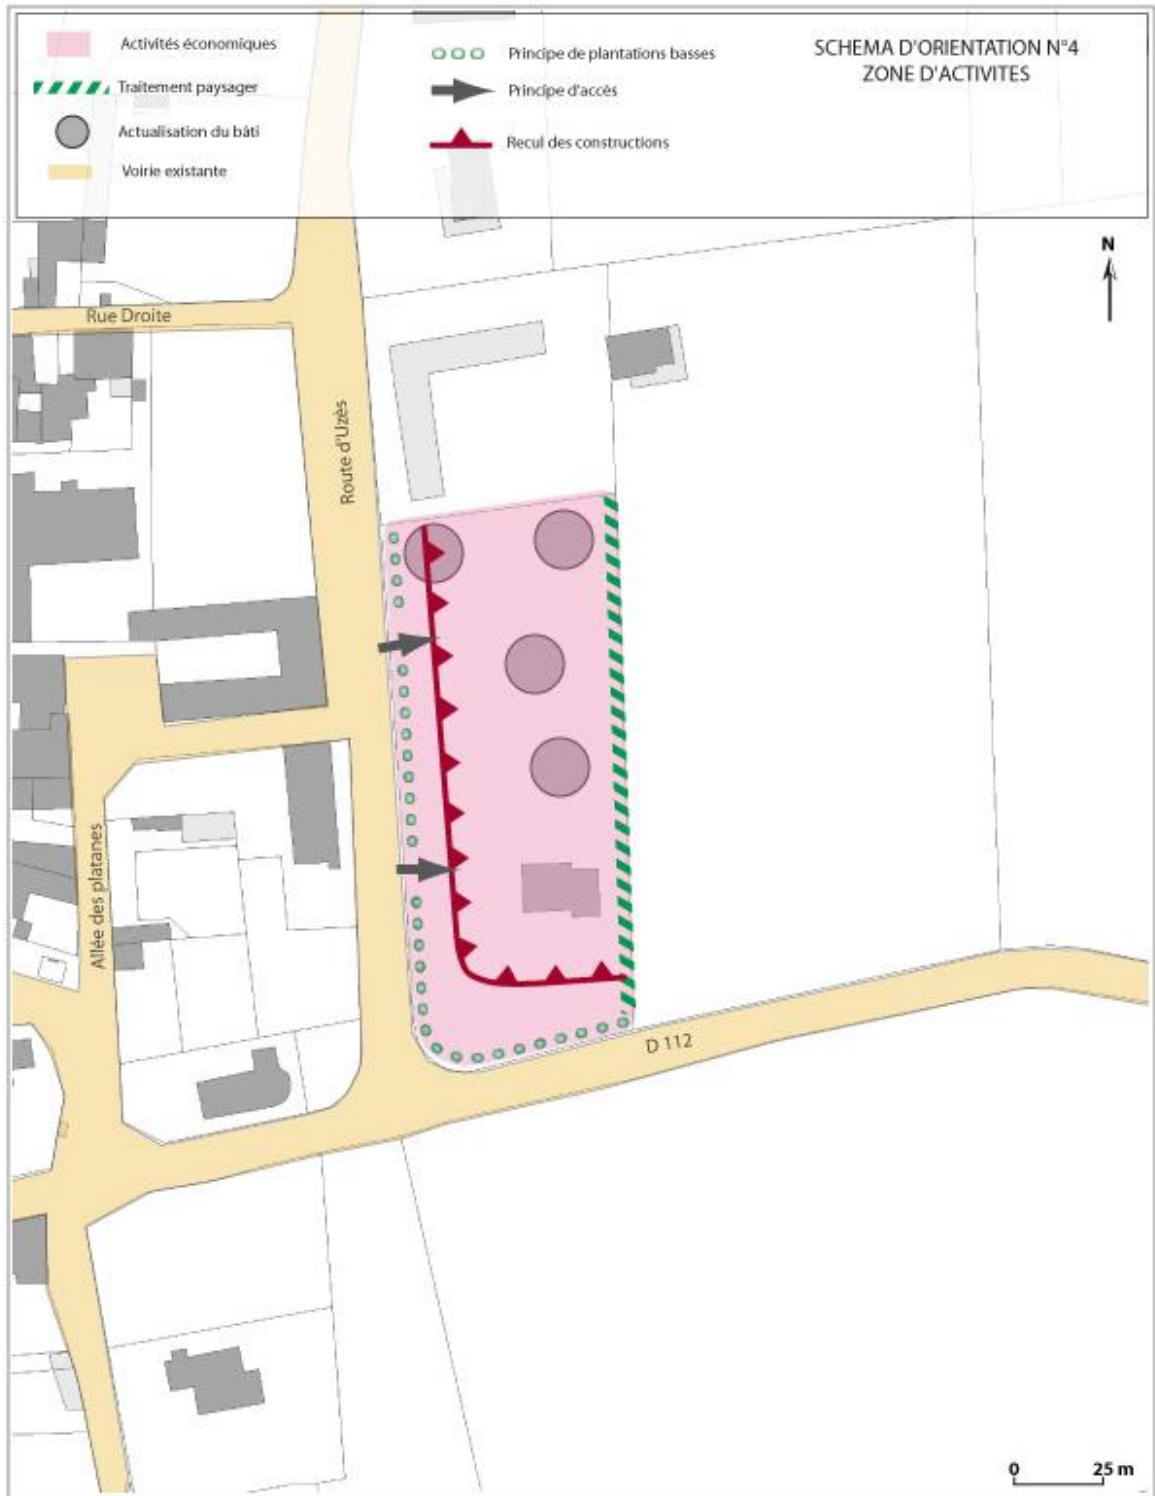 Activités économiques
Traitement paysager
Actualisation du bâti
Voirie existante
Principe de plantations basses
Principe d'accès
Recul des constructions
SCHEMA D'ORIENTATION N°4
ZONE D'ACTIVITES
N
Rue Droite
Route d'Uzès
Allée des platanes
D 112
0 25 m